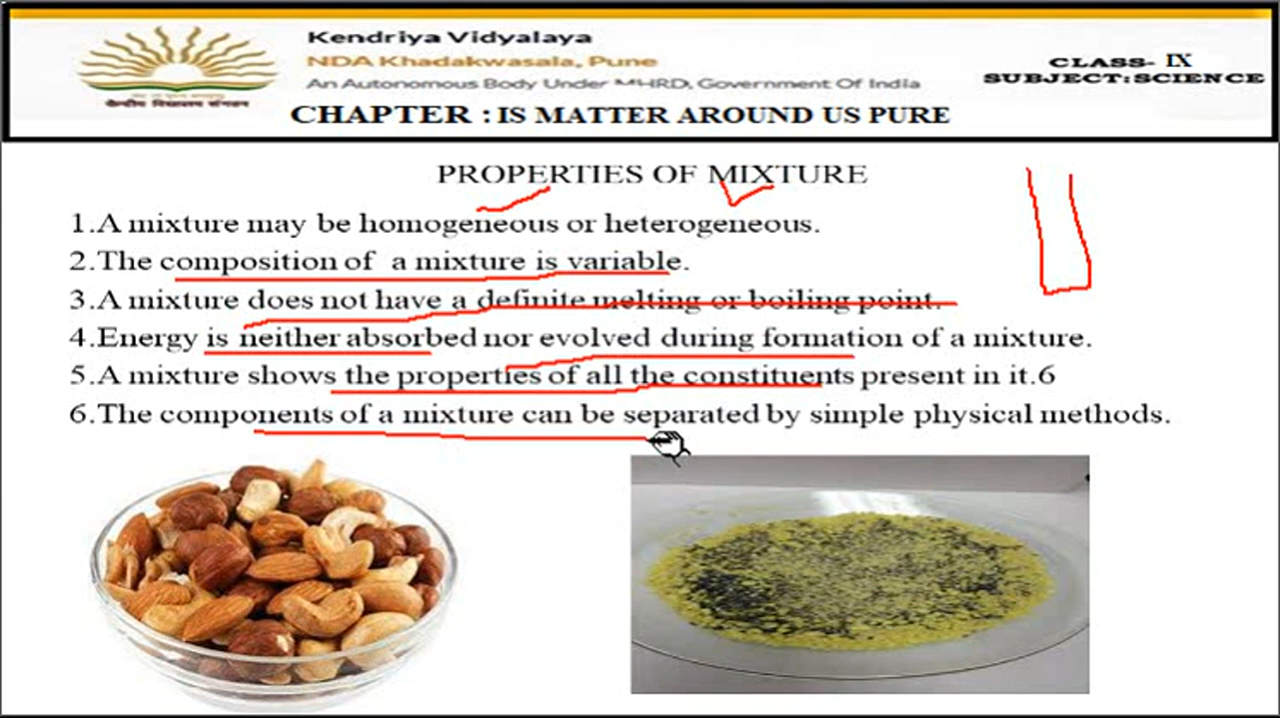 Kendriya Vidyalaya
NDA Khadakwasala, Pune
An Autonomous Body Under MHRD, Government Of India
केन्द्रीय विद्यालय संगठन
CLASS- IX
SUBJECT:SCIENCE
CHAPTER : IS MATTER AROUND US PURE
PROPERTIES OF MIXTURE
1.A mixture may be homogeneous or heterogeneous.
2.The composition of a mixture is variable.
3.A mixture does not have a definite melting or boiling point.
4.Energy is neither absorbed nor evolved during formation of a mixture.
5.A mixture shows the properties of all the constituents present in it.6
6.The components of a mixture can be separated by simple physical methods.